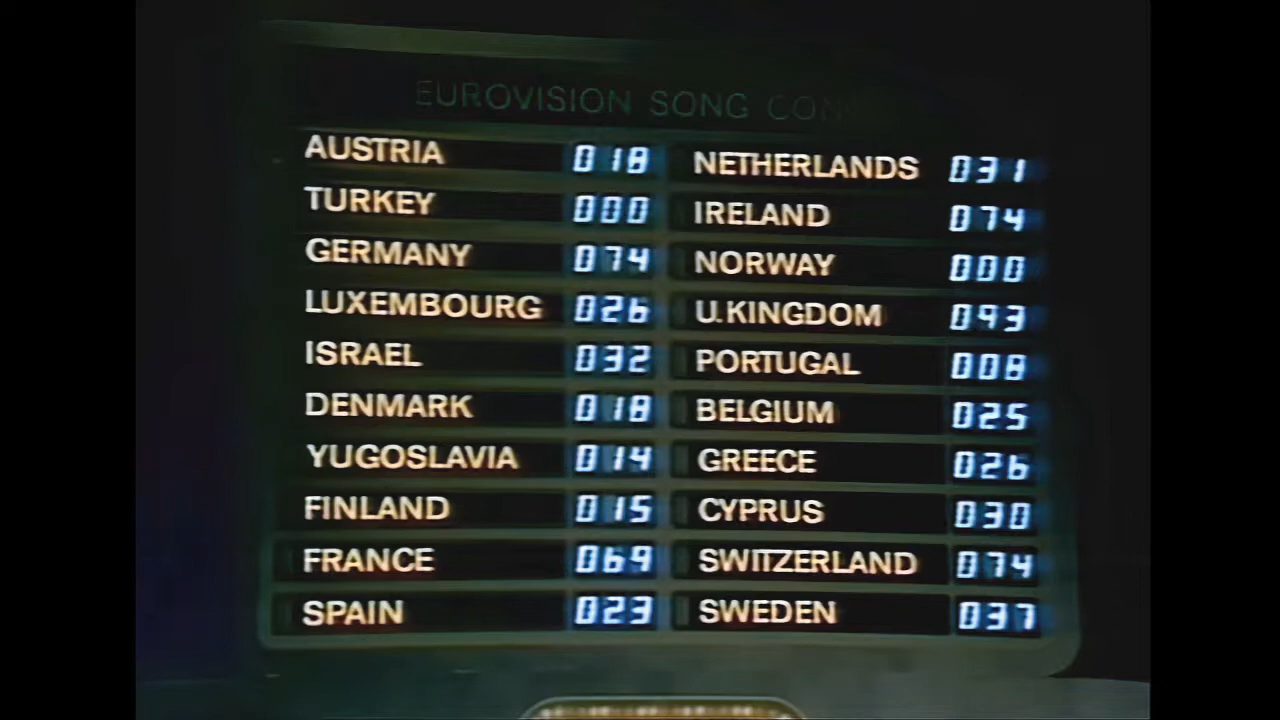 EUROVISION SONG
AUSTRIA 018 NETHERLANDS 031
TURKEY 000 IRELAND 074
GERMANY 074 NORWAY 000
LUXEMBOURG 026 U.KINGDOM 093
ISRAEL 032 PORTUGAL 008
DENMARK 018 BELGIUM 025
YUGOSLAVIA 014 GREECE 026
FINLAND 015 CYPRUS 030
FRANCE 069 SWITZERLAND 074
SPAIN 023 SWEDEN 037